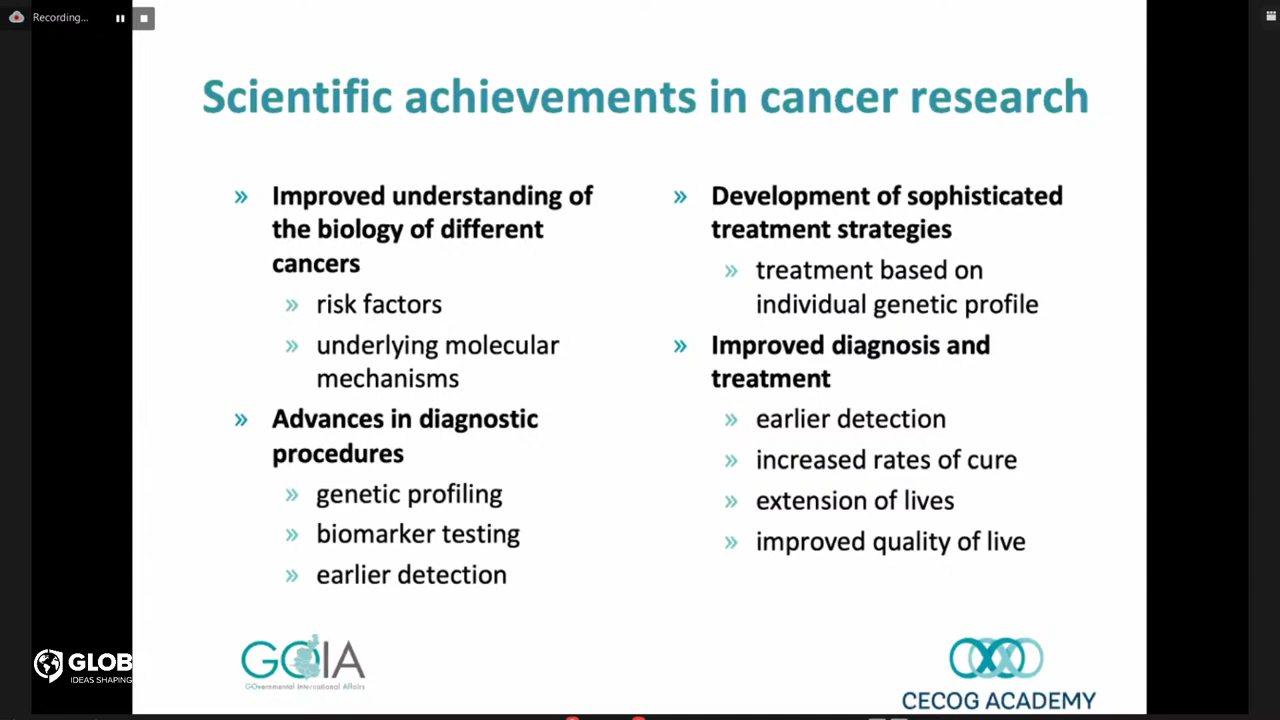 Recording...
Scientific achievements in cancer research
» Improved understanding of
the biology of different
cancers
» risk factors
» underlying molecular
mechanisms
» Advances in diagnostic
procedures
» genetic profiling
» biomarker testing
» earlier detection
» Development of sophisticated
treatment strategies
» treatment based on
individual genetic profile
» Improved diagnosis and
treatment
» earlier detection
» increased rates of cure
» extension of lives
» improved quality of live
GLOB
IDEAS SHAPING
GOIA
GOvernmental International Affairs
CECOG ACADEMY